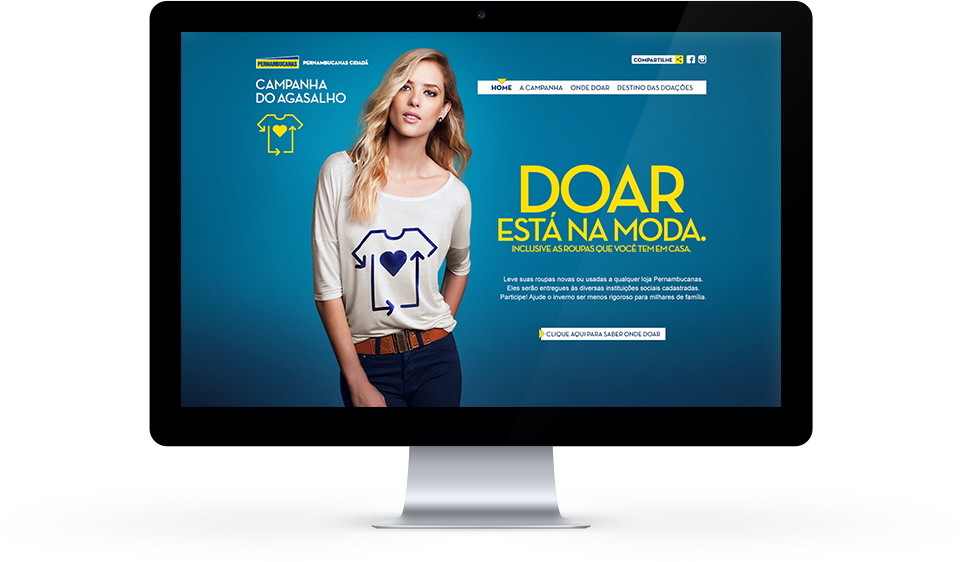 PERNAMBUCANAS PERNAMBUCANAS CIDADÃ
CAMPANHA
DO AGASALHO
COMPARTILHE
HOME A CAMPANHA ONDE DOAR DESTINO DAS DOAÇÕES
DOAR
ESTÁ NA MODA.
INCLUSIVE AS ROUPAS QUE VOCÊ TEM EM CASA.
Leve suas roupas novas ou usadas a qualquer loja Pernambucanas.
Eles serão entregues às diversas instituições sociais cadastradas.
Participe! Ajude o inverno ser menos rigoroso para milhares de família.
CLIQUE AQUI PARA SABER ONDE DOAR